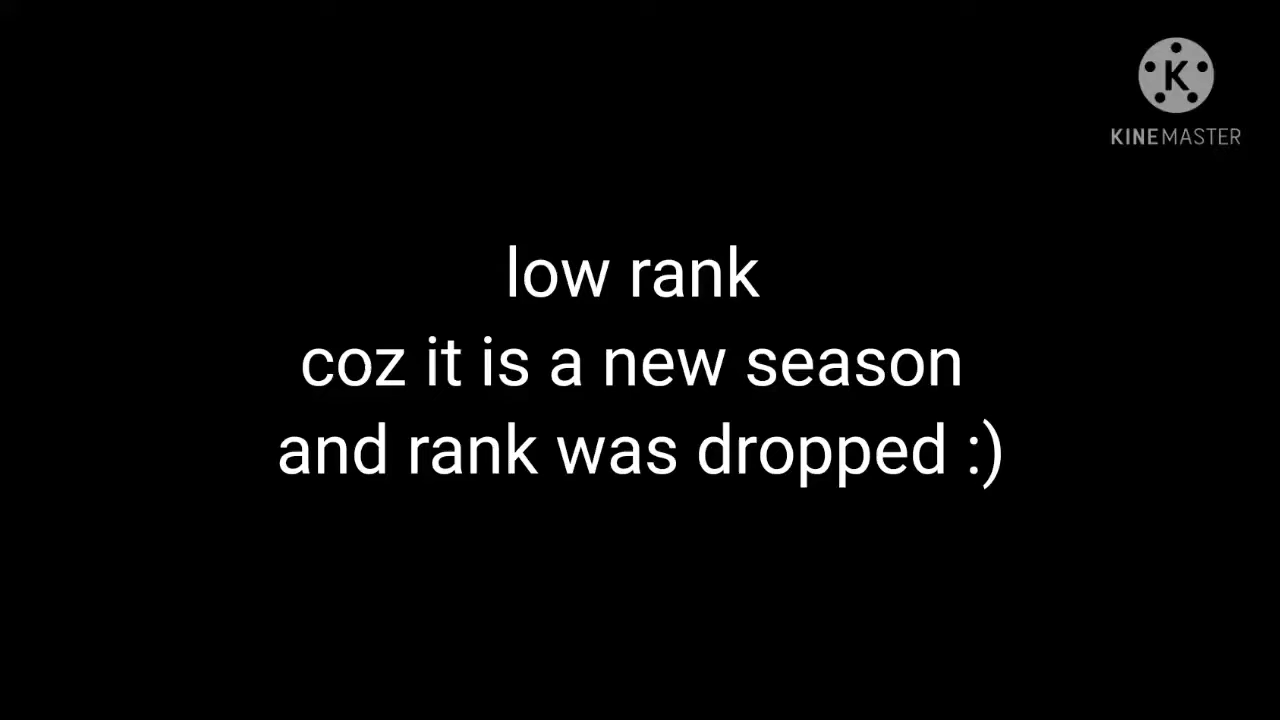 K
KINEMASTER
low rank
coz it is a new season
and rank was dropped :)